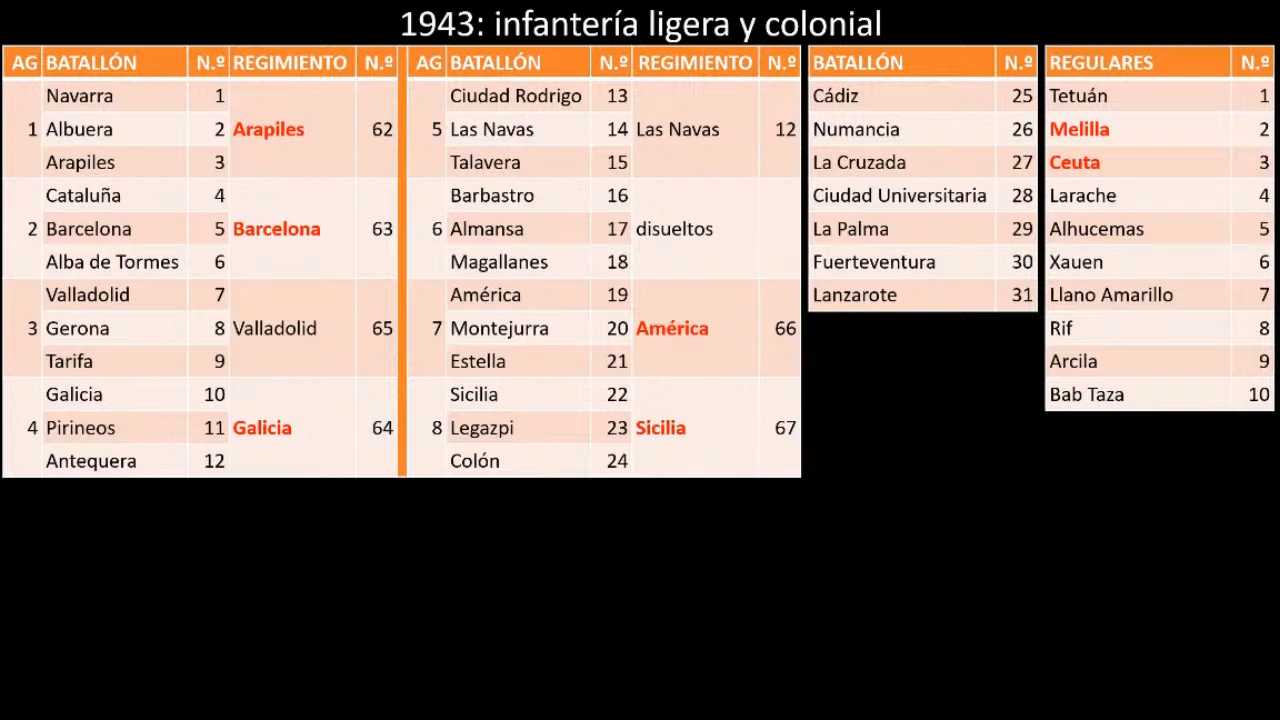 1943: infantería ligera y colonial
AG BATALLÓN N.º REGIMIENTO N.º AG BATALLÓN N.º REGIMIENTO N.º BATALLÓN N.º REGULARES N.º
Navarra 1 Ciudad Rodrigo 13 Cádiz 25 Tetuán 1
1 Albuera 2 Arapiles 62 5 Las Navas 14 Las Navas 12 Numancia 26 Melilla 2
Arapiles 3 Talavera 15 La Cruzada 27 Ceuta 3
Cataluña 4 Barbastro 16 Ciudad Universitaria 28 Larache 4
2 Barcelona 5 Barcelona 63 6 Almansa 17 disueltos La Palma 29 Alhucemas 5
Alba de Tormes 6 Magallanes 18 Fuerteventura 30 Xauen 6
Valladolid 7 América 19 Lanzarote 31 Llano Amarillo 7
3 Gerona 8 Valladolid 65 7 Montejurra 20 América 66 Rif 8
Tarifa 9 Estella 21 Arcila 9
Galicia 10 Sicilia 22 Bab Taza 10
4 Pirineos 11 Galicia 64 8 Legazpi 23 Sicilia 67
Antequera 12 Colón 24